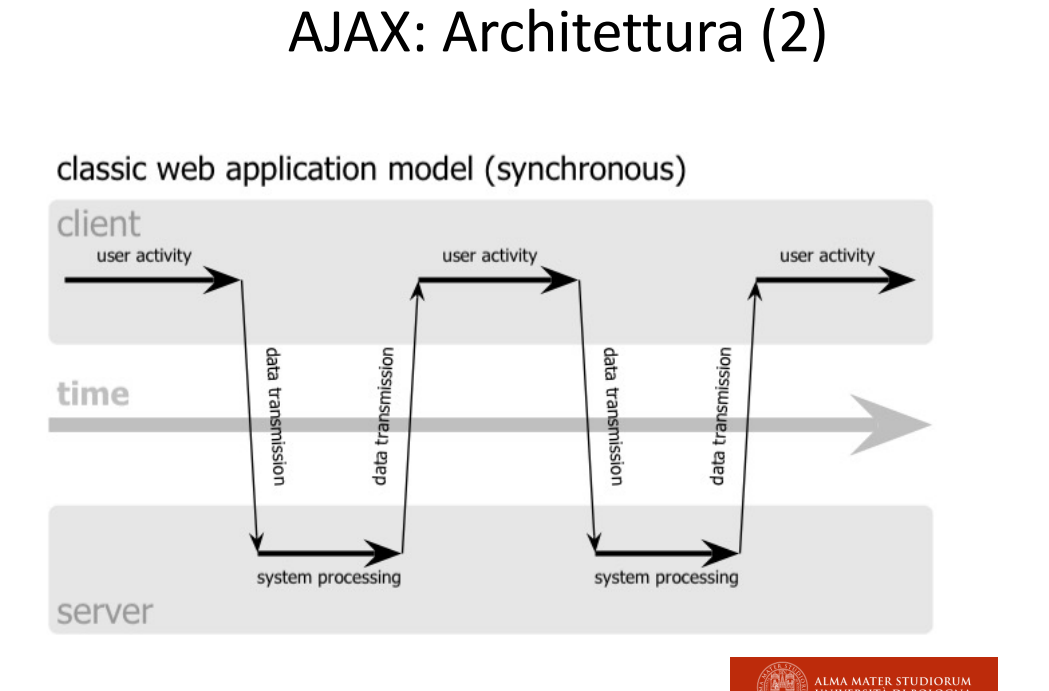 AJAX: Architettura (2)
classic web application model (synchronous)
client
user activity
user activity
user activity
data transmission
data transmission
data transmission
data transmission
time
system processing
system processing
server
ALMA MATER STUDIORUM